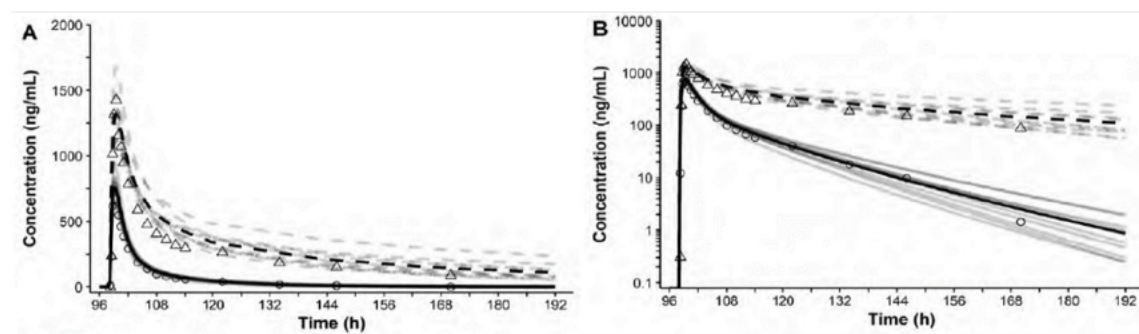 A
2000
1500
1000
500
0
Concentration (ng/mL)
96 108 120 132 144 156 168 180 192
Time (h)
B
10000
1000
100
10
1
0.1
Concentration (ng/mL)
96 108 120 132 144 156 168 180 192
Time (h)